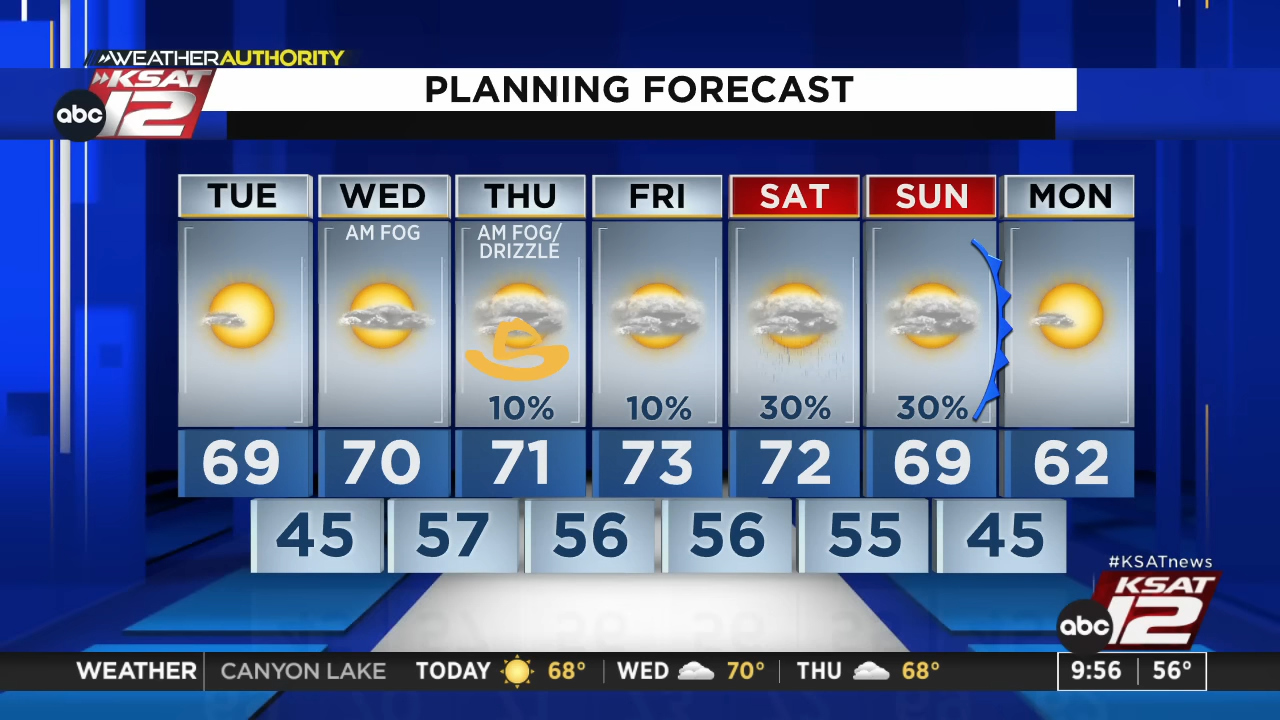 WEATHER AUTHORITY
KSAT
abc 12
PLANNING FORECAST
TUE WED THU FRI SAT SUN MON
AM FOG AM FOG/
DRIZZLE
10% 10% 30% 30%
69 70 71 73 72 69 62
45 57 56 56 55 45
#KSATnews
KSAT
abc 12
WEATHER CANYON LAKE TODAY 68° WED 70° THU 68° 9:56 56°